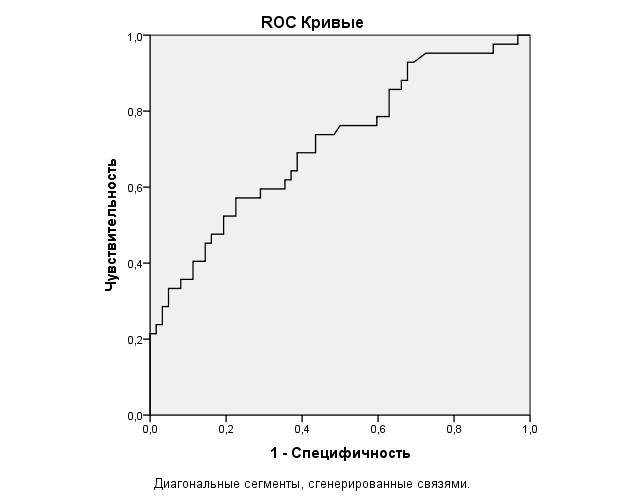 ROC Кривые
Чувствительность
1,0
0,8
0,6
0,4
0,2
0,0
0,0 0,2 0,4 0,6 0,8 1,0
1 - Специфичность
Диагональные сегменты, сгенерированные связями.